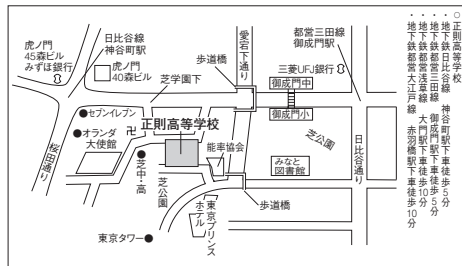 ○正則高等学校
・地下鉄日比谷線 神谷町駅下車徒歩5分
・地下鉄都営三田線 御成門駅下車徒歩5分
・地下鉄都営浅草線 大門駅下車徒歩10分
・地下鉄都営大江戸線 赤羽橋駅下車徒歩10分
虎ノ門
45森ビル
みずほ銀行
日比谷線
神谷町駅
虎ノ門
40森ビル
愛宕下通り
歩道橋
都営三田線
御成門駅
三菱UFJ銀行
芝学園下
御成門中
セブンイレブン
正則高等学校
御成門小
オランダ
大使館
能率協会
芝公園
桜田通り
芝中・高
みなと
図書館
日比谷通り
芝公園
歩道橋
東京プリンス
ホテル
東京タワー